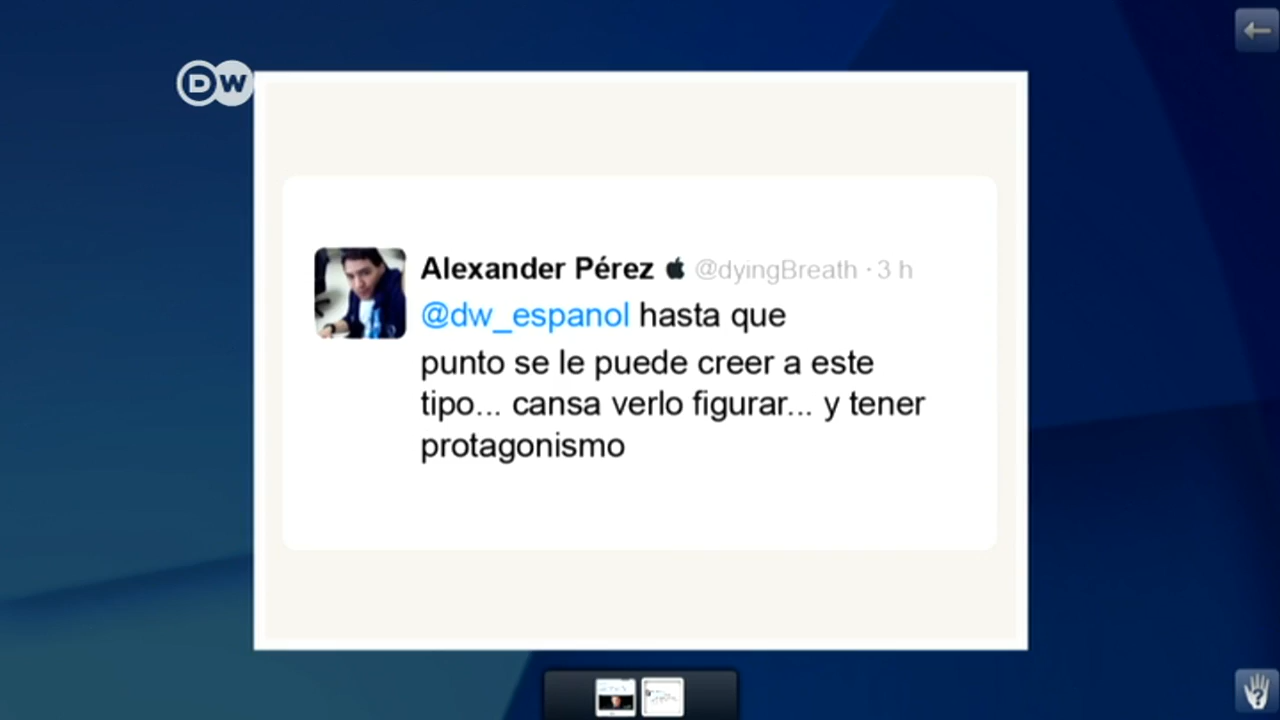 DW
Alexander Pérez @dyingBreath · 3 h
@dw_espanol hasta que
punto se le puede creer a este
tipo... cansa verlo figurar... y tener
protagonismo
?